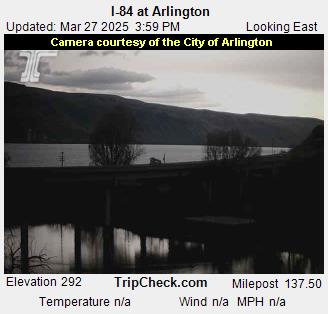 I-84 at Arlington
Updated: Mar 27 2025 3:59 PM Looking East
Camera courtesy of the City of Arlington
Elevation 292 TripCheck.com Milepost 137.50
Temperature n/a Wind n/a MPH n/a